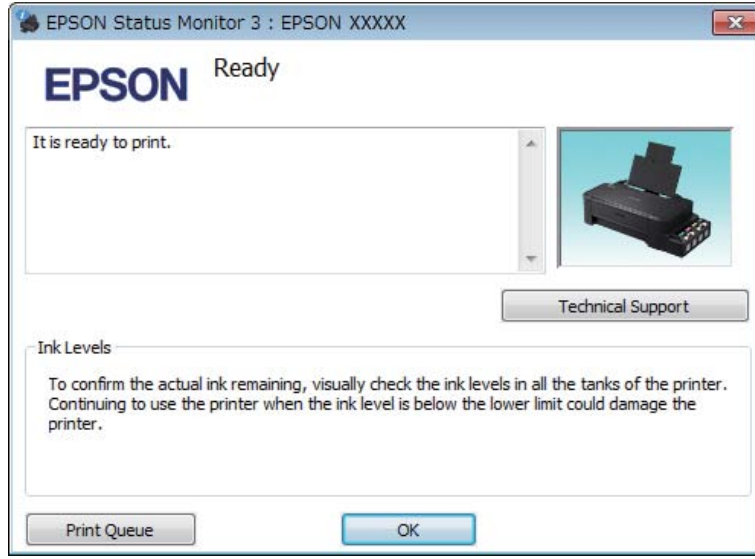 EPSON Status Monitor 3 : EPSON XXXXX
EPSON
Ready
It is ready to print.
Technical Support
Ink Levels
To confirm the actual ink remaining, visually check the ink levels in all the tanks of the printer.
Continuing to use the printer when the ink level is below the lower limit could damage the
printer.
Print Queue
OK